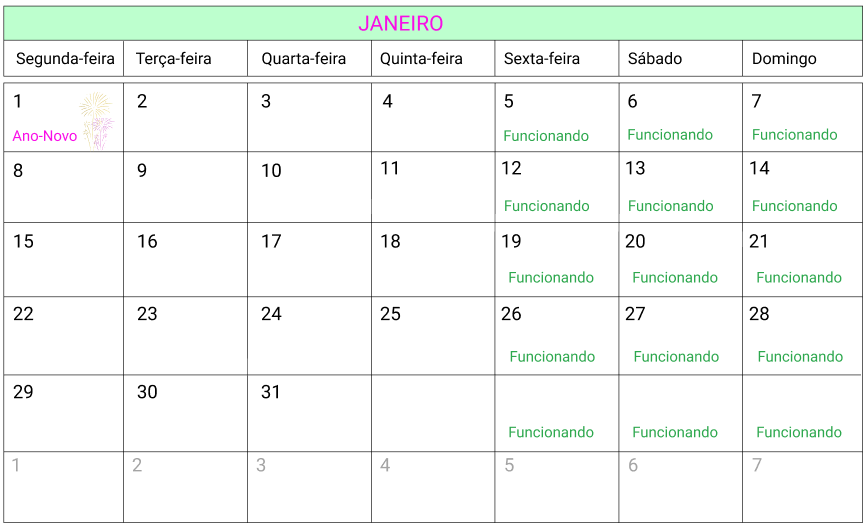 JANEIRO
Segunda-feira Terça-feira Quarta-feira Quinta-feira Sexta-feira Sábado Domingo
1 2 3 4 5 6 7
Ano-Novo Funcionando Funcionando Funcionando
8 9 10 11 12 13 14
Funcionando Funcionando Funcionando
15 16 17 18 19 20 21
Funcionando Funcionando Funcionando
22 23 24 25 26 27 28
Funcionando Funcionando Funcionando
29 30 31
Funcionando Funcionando Funcionando
1 2 3 4 5 6 7